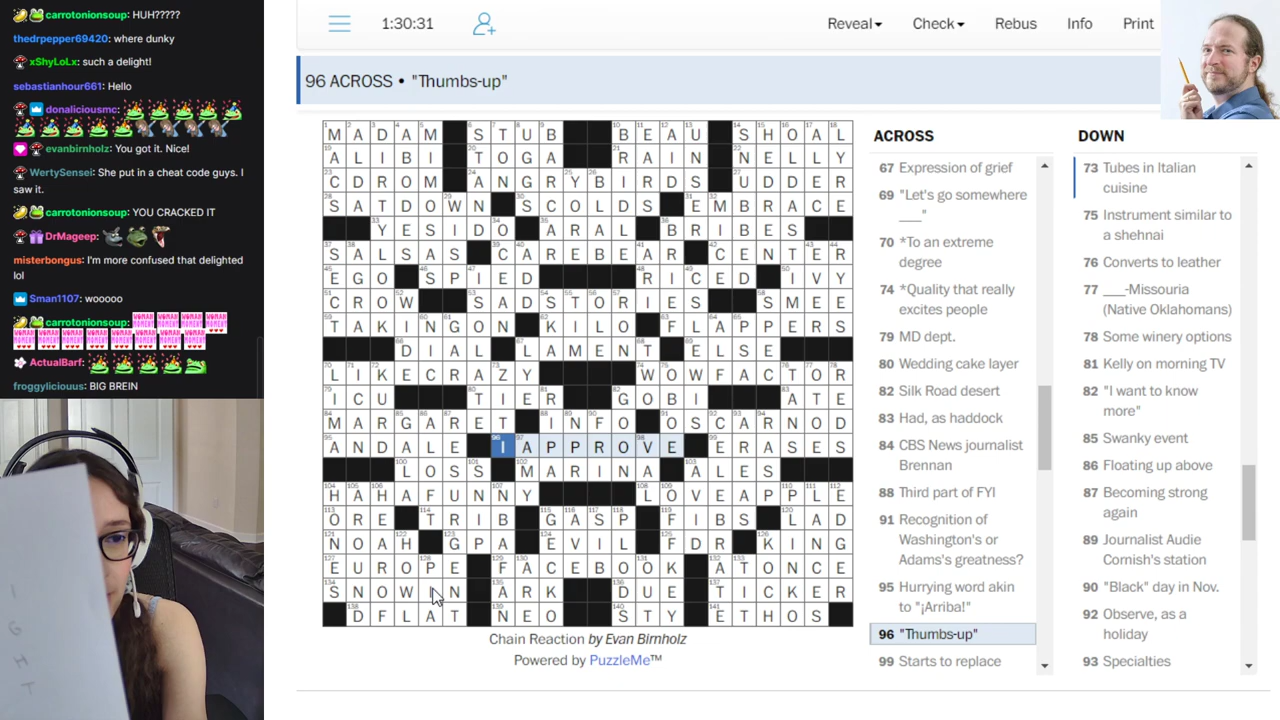 carrotonionsoup: HUH?????
thedrpepper69420: where dunky
xShyLoLx: such a delight!
sebastianhour661: Hello
donaliciousmc:
evanbirnholz: You got it. Nice!
WertySensei: She put in a cheat code guys. I
saw it.
carrotonionsoup: YOU CRACKED IT
DrMageep:
misterbongus: I'm more confused that delighted
lol
Sman1107: wooooo
carrotonionsoup:
ActualBarf:
froggyliciouus: BIG BREIN
I
G
H
T
1:30:31
Reveal
Check
Rebus
Info
Print
96 ACROSS • "Thumbs-up"
MADAM STUB BEAU SHOAL
ALIBI TOGA RAIN NELLY
CDROM ANGRYBIRDS UDDER
SATDOWN SCOLDS EMBRACE
YESIDO ARAL BRIBES
SALSAS CAREBEAR CENTER
EGO SPIED RICED IVY
CROW SADSTORIES SMEE
TAKINGON KILO FLAPPERS
DIAL LAMENT ELSE
LIKECRAZY WOWFACTOR
ICU TIER GOBI ATE
MARGARET INFO OSCARNOD
ANDALE IAPPROVE ERASES
LOSS MARINA ALES
HAHAFUNNY LOVEAPPLE
ORE TRIB GASP FIBS LAD
NOAH GPA EVIL FDR KING
EUROPE FACEBOOK ATONCE
SNOWIN ARK DUE TICKER
DFLAT NEO STY ETHOS
Chain Reaction by Evan Birnholz
Powered by PuzzleMe™
ACROSS
67 Expression of grief
69 "Let's go somewhere
___"
70 *To an extreme
degree
74 *Quality that really
excites people
79 MD dept.
80 Wedding cake layer
82 Silk Road desert
83 Had, as haddock
84 CBS News journalist
Brennan
88 Third part of FYI
91 Recognition of
Washington's or
Adams's greatness?
95 Hurrying word akin
to "¡Arriba!"
96 "Thumbs-up"
99 Starts to replace
DOWN
73 Tubes in Italian
cuisine
75 Instrument similar to
a shehnai
76 Converts to leather
77 ___-Missouria
(Native Oklahomans)
78 Some winery options
81 Kelly on morning TV
82 "I want to know
more"
85 Swanky event
86 Floating up above
87 Becoming strong
again
89 Journalist Audie
Cornish's station
90 "Black" day in Nov.
92 Observe, as a
holiday
93 Specialties